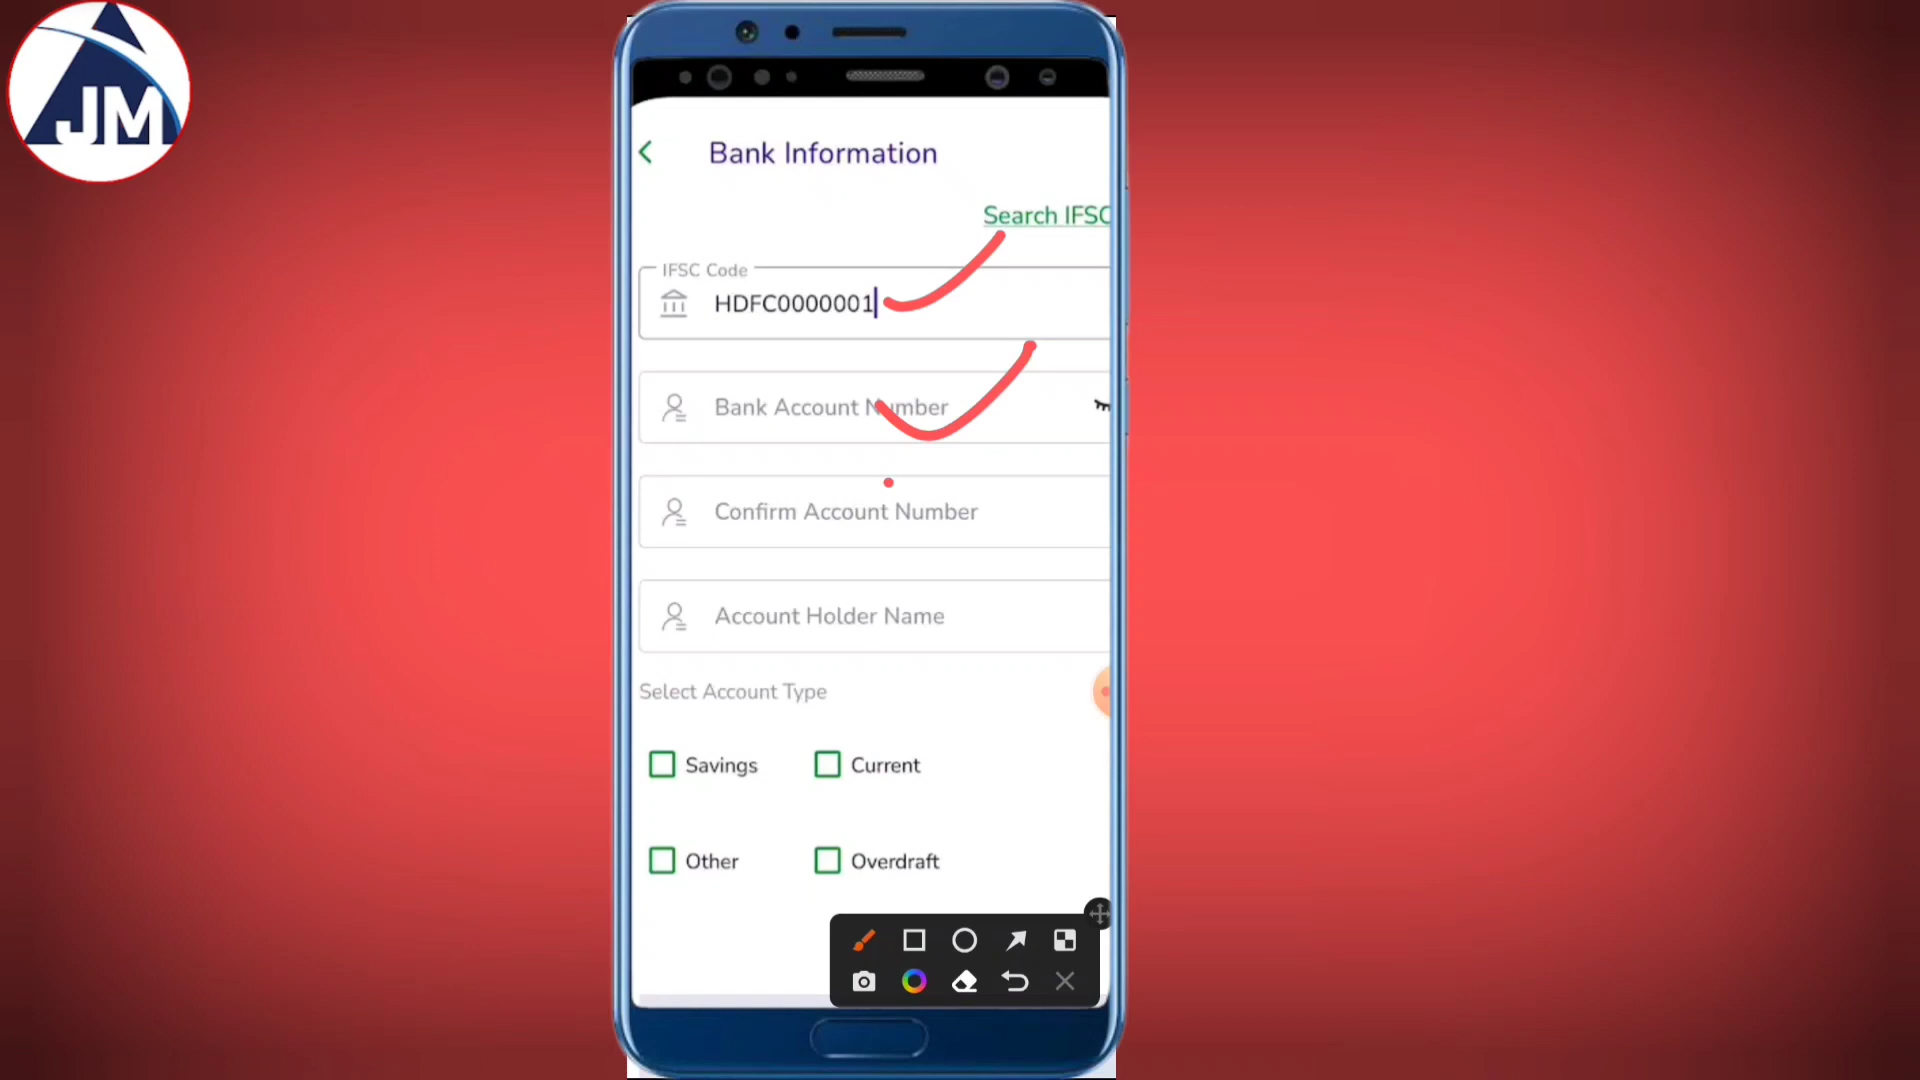 JM
Bank Information
Search IFSC
IFSC Code
HDFC0000001
Bank Account Number
Confirm Account Number
Account Holder Name
Select Account Type
Savings
Current
Other
Overdraft